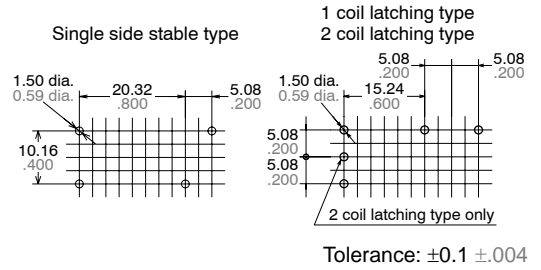 Single side stable type
1.50 dia.
0.59 dia.
20.32
.800
5.08
.200
10.16
.400
1 coil latching type
2 coil latching type
5.08
.200
5.08
.200
1.50 dia.
0.59 dia.
15.24
.600
5.08
.200
5.08
.200
2 coil latching type only
Tolerance: ±0.1 ±.004